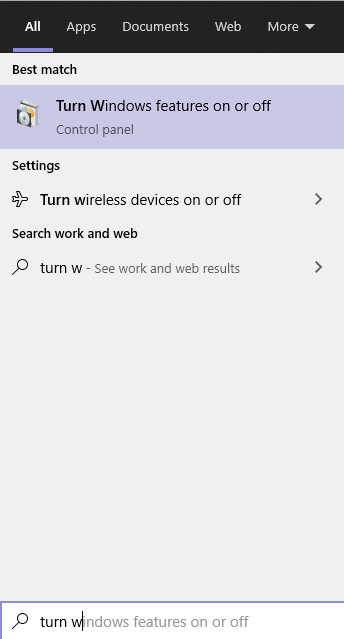 All Apps Documents Web More
Best match
Turn Windows features on or off
Control panel
Settings
Turn wireless devices on or off
Search work and web
turn w - See work and web results
turn windows features on or off